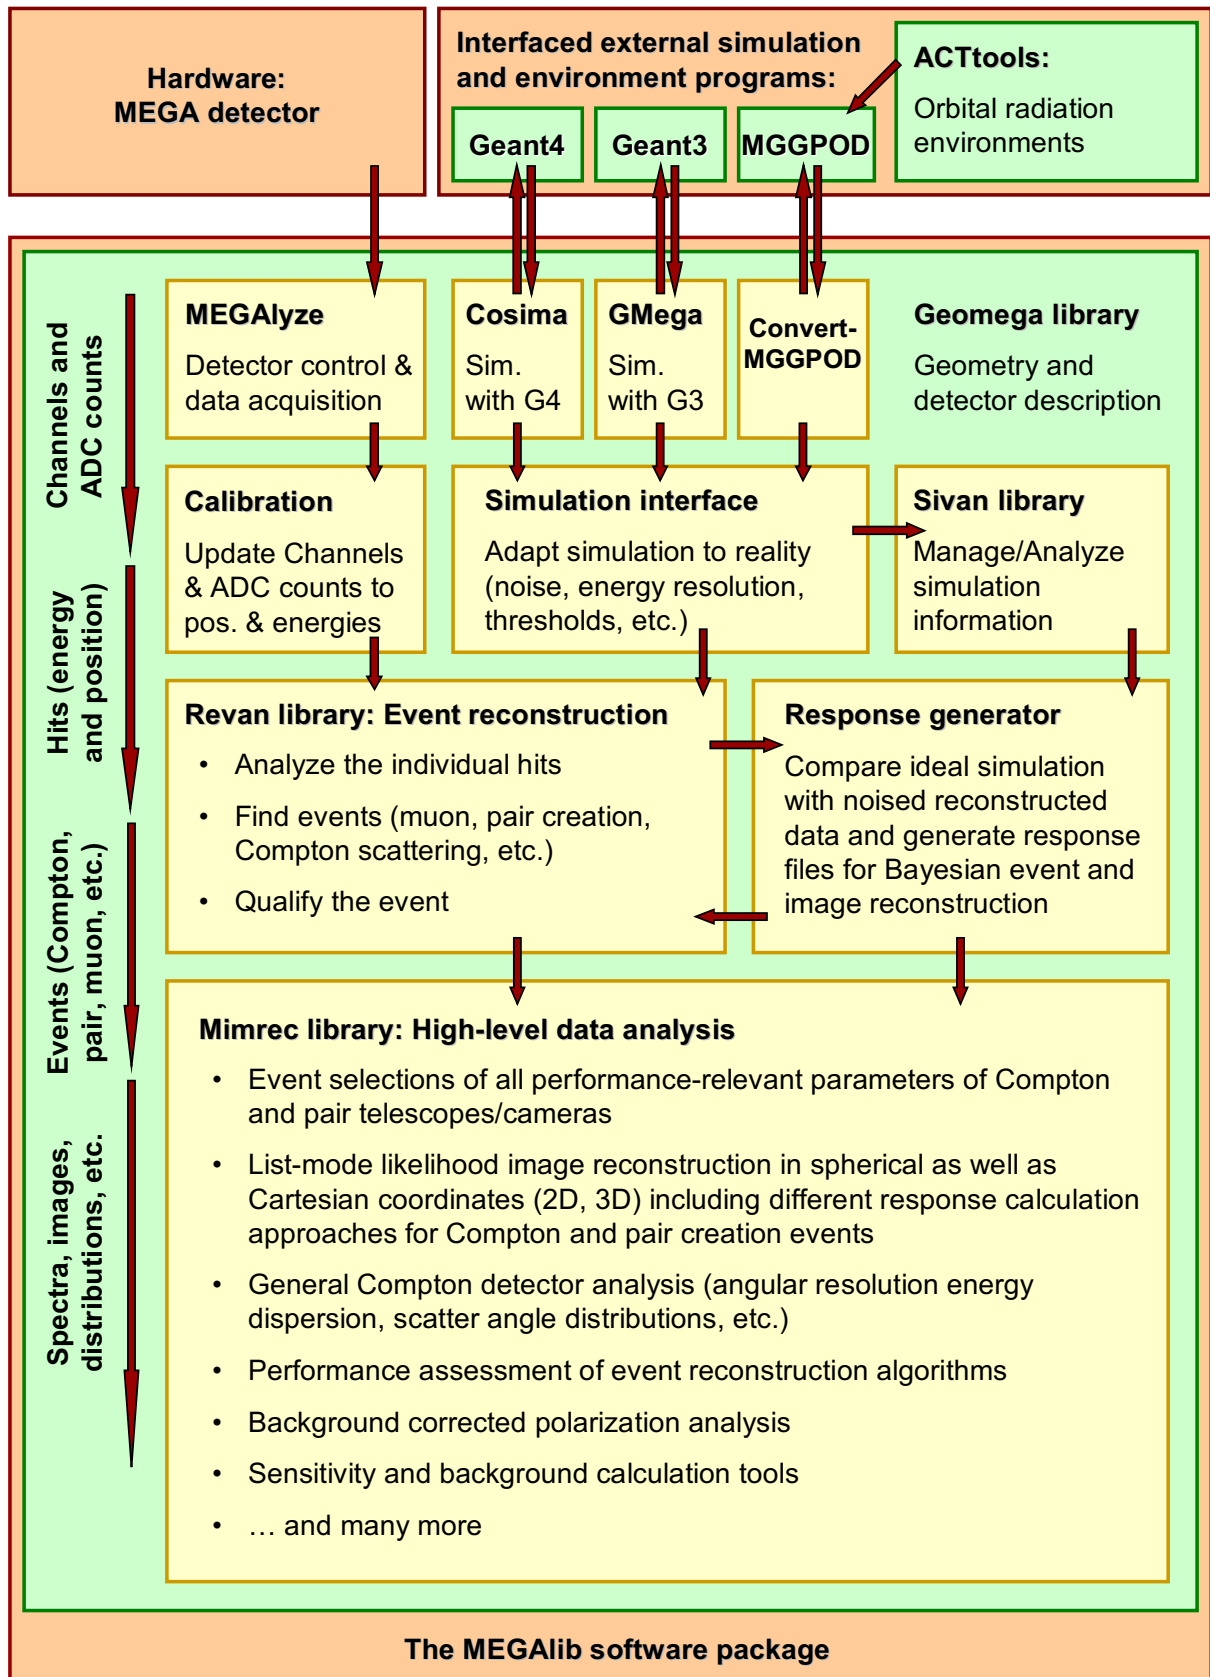 Hardware:
MEGA detector
Interfaced external simulation
and environment programs:
Geant4
Geant3
MGGPOD
ACTtools:
Orbital radiation
environments
Channels and
ADC counts
Hits (energy
and position)
Events (Compton,
pair, muon, etc.)
Spectra, images,
distributions, etc.
MEGAlyze
Detector control &
data acquisition
Cosima
Sim.
with G4
GMega
Sim.
with G3
Convert-
MGGPOD
Geomega library
Geometry and
detector description
Calibration
Update Channels
& ADC counts to
pos. & energies
Simulation interface
Adapt simulation to reality
(noise, energy resolution,
thresholds, etc.)
Sivan library
Manage/Analyze
simulation
information
Revan library: Event reconstruction
• Analyze the individual hits
• Find events (muon, pair creation,
Compton scattering, etc.)
• Qualify the event
Response generator
Compare ideal simulation
with noised reconstructed
data and generate response
files for Bayesian event and
image reconstruction
Mimrec library: High-level data analysis
• Event selections of all performance-relevant parameters of Compton
and pair telescopes/cameras
• List-mode likelihood image reconstruction in spherical as well as
Cartesian coordinates (2D, 3D) including different response calculation
approaches for Compton and pair creation events
• General Compton detector analysis (angular resolution energy
dispersion, scatter angle distributions, etc.)
• Performance assessment of event reconstruction algorithms
• Background corrected polarization analysis
• Sensitivity and background calculation tools
• … and many more
The MEGAlib software package